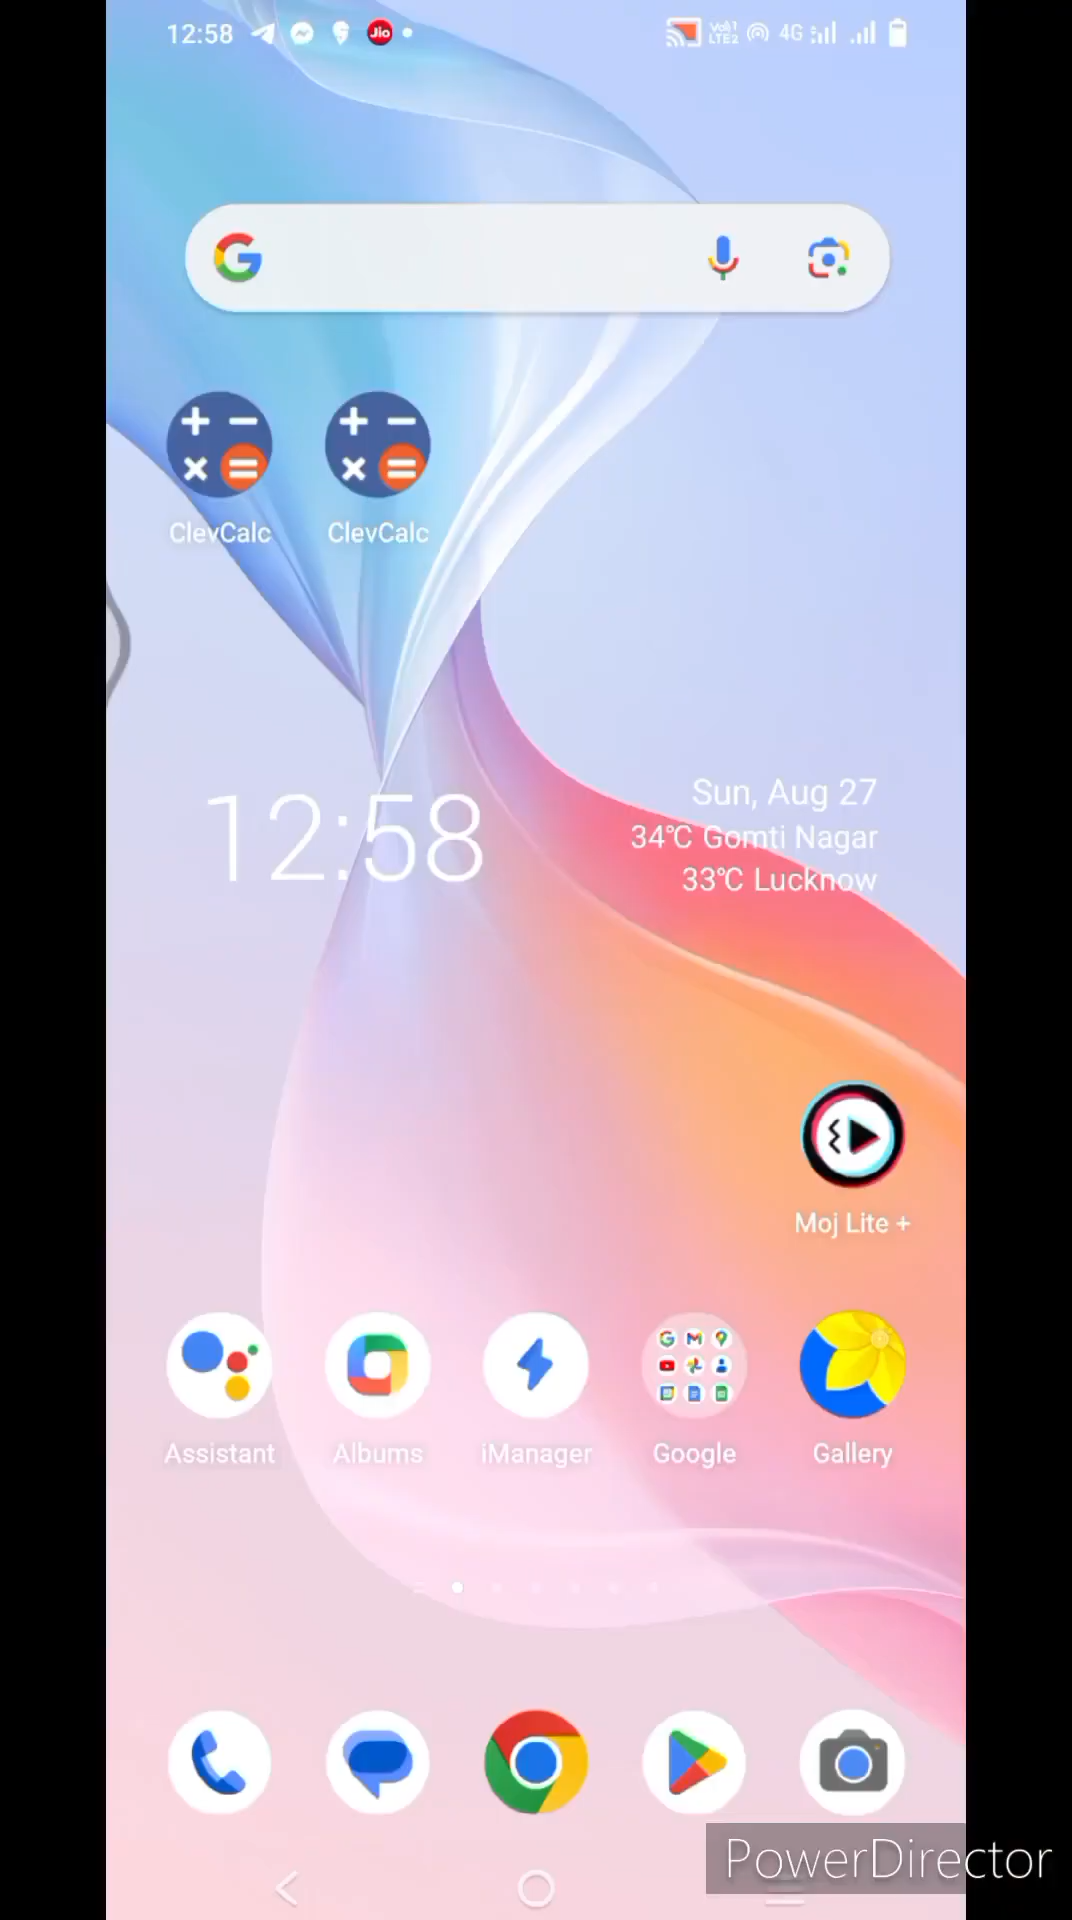 12:58
Jio
4G
ClevCalc ClevCalc
12:58
Sun, Aug 27
34℃ Gomti Nagar
33℃ Lucknow
Moj Lite +
Assistant Albums iManager Google Gallery
PowerDirector